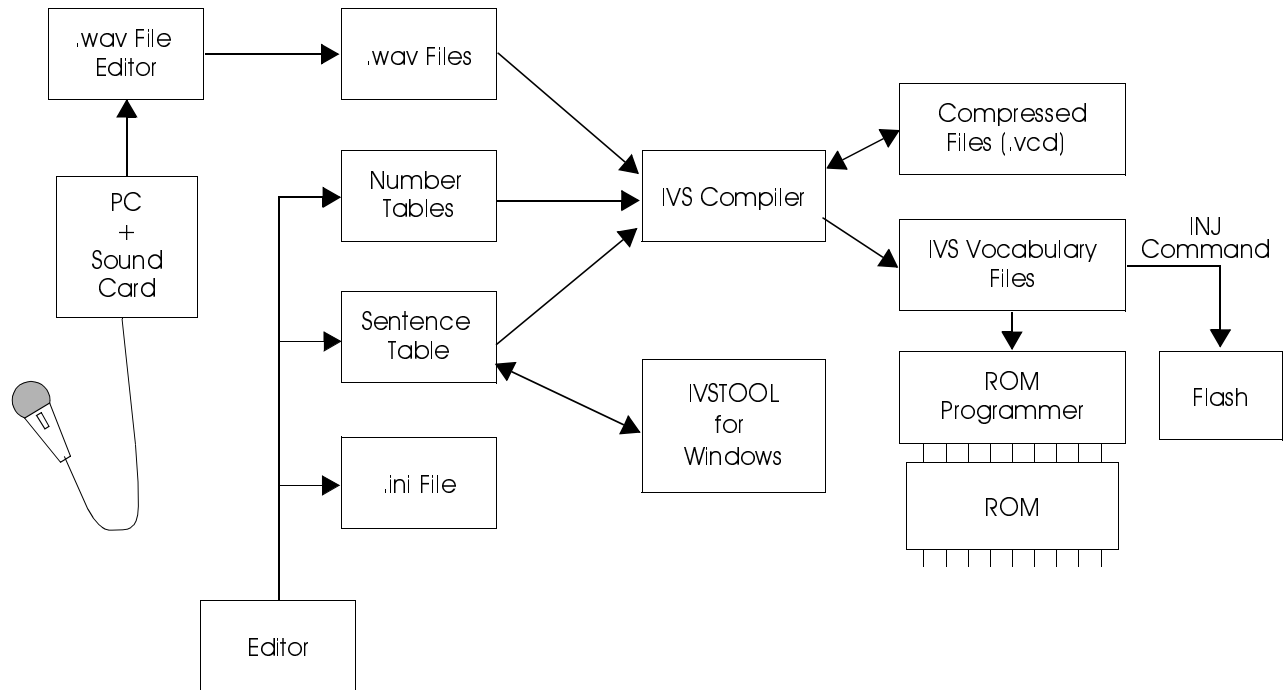 .wav File
Editor
.wav Files
Compressed
Files (.vcd)
Number
Tables
IVS Compiler
PC
+
Sound
Card
INJ
Command
IVS Vocabulary
Files
Sentence
Table
IVSTOOL
for
Windows
ROM
Programmer
Flash
.ini File
ROM
Editor